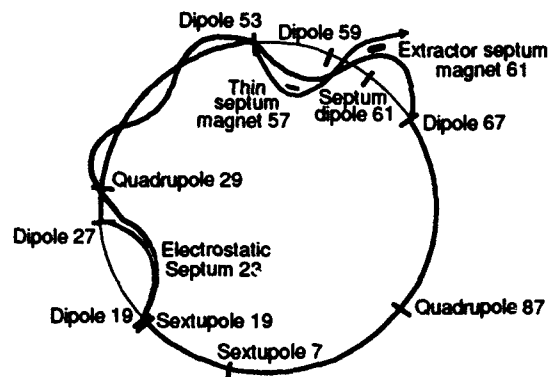 Dipole 53
Dipole 59
Extractor septum
magnet 61
Thin
septum
magnet 57
Septum
dipole 61
Dipole 67
Quadrupole 29
Dipole 27
Electrostatic
Septum 23
Dipole 19
Sextupole 19
Quadrupole 87
Sextupole 7